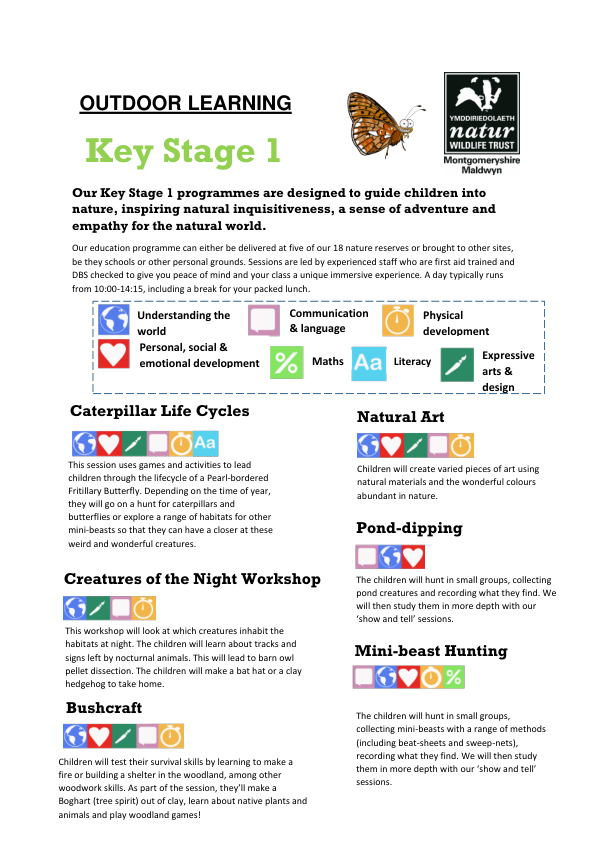 OUTDOOR LEARNING
Key Stage 1
YMDDIRIEDOLAETH
natur
WILDLIFE TRUST
Montgomeryshire
Maldwyn
Our Key Stage 1 programmes are designed to guide children into
nature, inspiring natural inquisitiveness, a sense of adventure and
empathy for the natural world.
Our education programme can either be delivered at five of our 18 nature reserves or brought to other sites,
be they schools or other personal grounds. Sessions are led by experienced staff who are first aid trained and
DBS checked to give you peace of mind and your class a unique immersive experience. A day typically runs
from 10:00-14:15, including a break for your packed lunch.
Understanding the
world
Communication
& language
Physical
development
Personal, social &
emotional development
%
Maths
Aa
Literacy
Expressive
arts &
design
Caterpillar Life Cycles
Aa
This session uses games and activities to lead
children through the lifecycle of a Pearl-bordered
Fritillary Butterfly. Depending on the time of year,
they will go on a hunt for caterpillars and
butterflies or explore a range of habitats for other
mini-beasts so that they can have a closer at these
weird and wonderful creatures.
Creatures of the Night Workshop
This workshop will look at which creatures inhabit the
habitats at night. The children will learn about tracks and
signs left by nocturnal animals. This will lead to barn owl
pellet dissection. The children will make a bat hat or a clay
hedgehog to take home.
Bushcraft
Children will test their survival skills by learning to make a
fire or building a shelter in the woodland, among other
woodwork skills. As part of the session, they'll make a
Boghart (tree spirit) out of clay, learn about native plants and
animals and play woodland games!
Natural Art
Children will create varied pieces of art using
natural materials and the wonderful colours
abundant in nature.
Pond-dipping
The children will hunt in small groups, collecting
pond creatures and recording what they find. We
will then study them in more depth with our
'show and tell' sessions.
Mini-beast Hunting
%
The children will hunt in small groups,
collecting mini-beasts with a range of methods
(including beat-sheets and sweep-nets),
recording what they find. We will then study
them in more depth with our 'show and tell'
sessions.